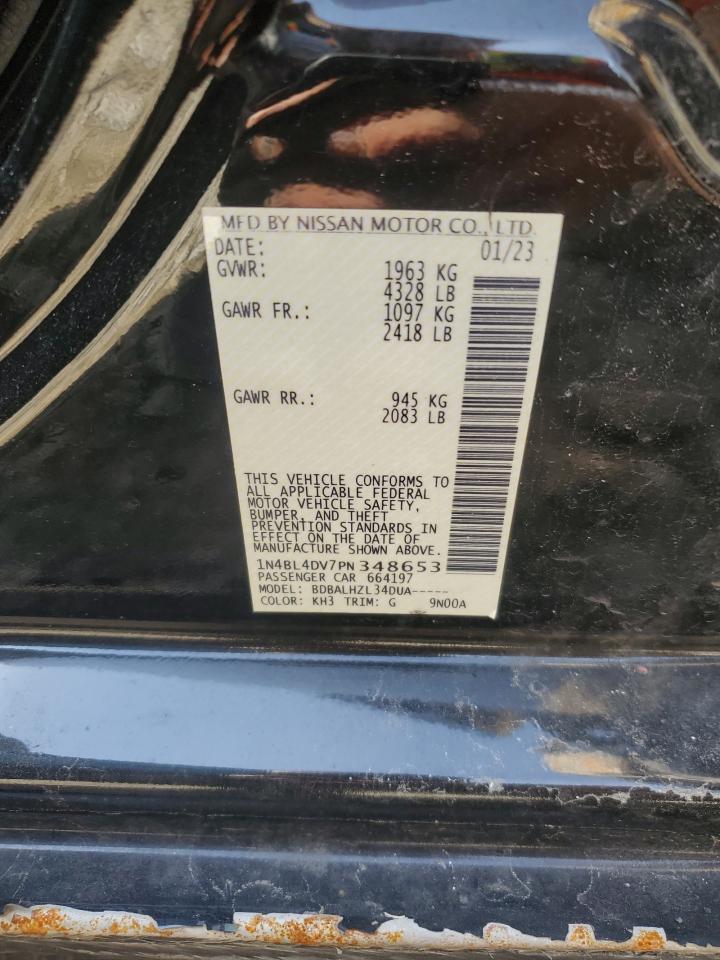 MFD BY NISSAN MOTOR CO., LTD.
DATE: 01/23
GVWR: 1963 KG
4328 LB
GAWR FR.: 1097 KG
2418 LB
GAWR RR.: 945 KG
2083 LB
THIS VEHICLE CONFORMS TO
ALL APPLICABLE FEDERAL
MOTOR VEHICLE SAFETY,
BUMPER, AND THEFT
PREVENTION STANDARDS IN
EFFECT ON THE DATE OF
MANUFACTURE SHOWN ABOVE.
1N4BL4DV7PN348653
PASSENGER CAR 664197
MODEL: BDBALHZL34DUA-----
COLOR: KH3 TRIM: G 9N00A